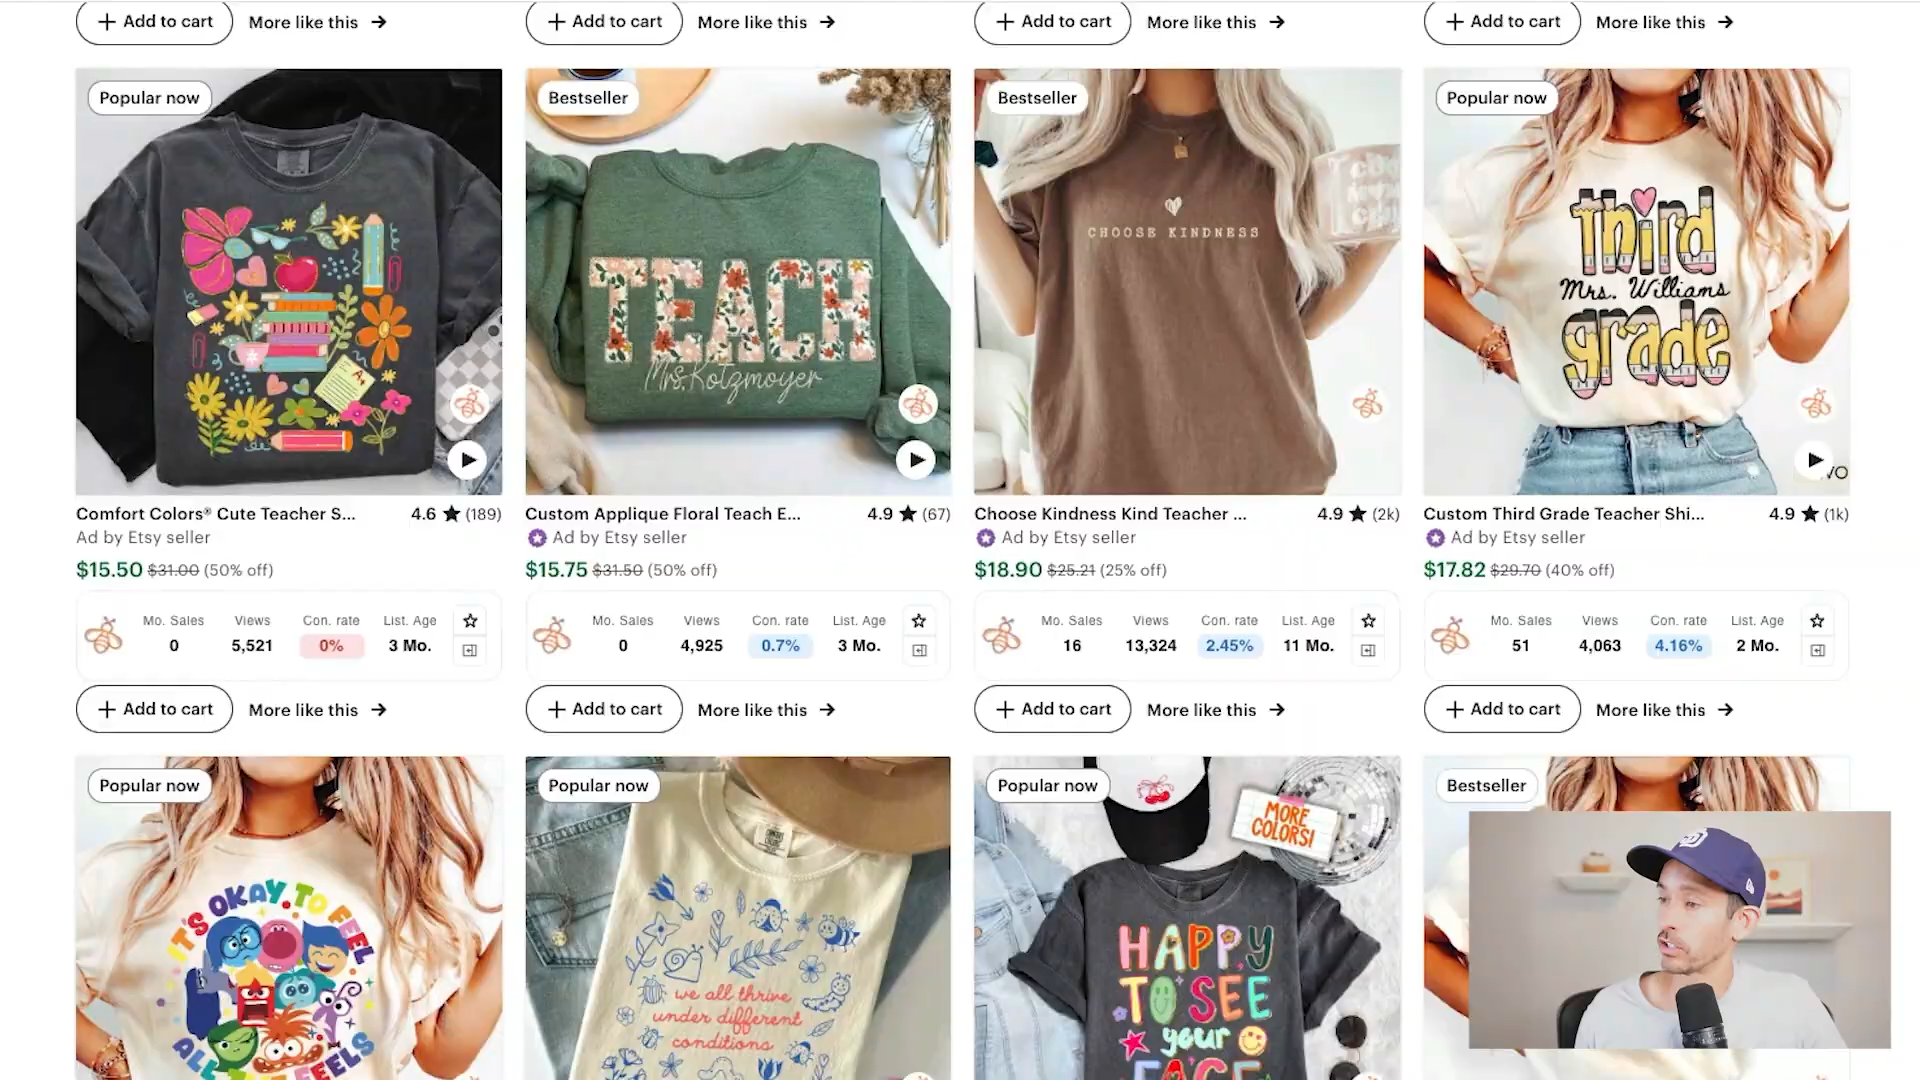 Add to cart More like this
Add to cart More like this
Add to cart More like this
Add to cart More like this
Popular now
A+
Bestseller
TEACH
Mrs. Kotzmoyer
Bestseller
CHOOSE KINDNESS
Popular now
third
Mrs. Williams
grade
Comfort Colors® Cute Teacher S... 4.6 (189)
Ad by Etsy seller
$15.50 $31.00 (50% off)
Mo. Sales Views Con. rate List. Age
0 5,521 0% 3 Mo.
Add to cart More like this
Custom Applique Floral Teach E... 4.9 (67)
Ad by Etsy seller
$15.75 $31.50 (50% off)
Mo. Sales Views Con. rate List. Age
0 4,925 0.7% 3 Mo.
Add to cart More like this
Choose Kindness Kind Teacher ... 4.9 (2k)
Ad by Etsy seller
$18.90 $25.21 (25% off)
Mo. Sales Views Con. rate List. Age
16 13,324 2.45% 11 Mo.
Add to cart More like this
Custom Third Grade Teacher Shi... 4.9 (1k)
Ad by Etsy seller
$17.82 $29.70 (40% off)
Mo. Sales Views Con. rate List. Age
51 4,063 4.16% 2 Mo.
Add to cart More like this
Popular now
IT'S OKAY TO FEEL
ALL THE FEELS
Popular now
we all thrive
under different
conditions
Popular now
MORE
COLORS!
HAPPY
TO SEE
your
FACE
Bestseller